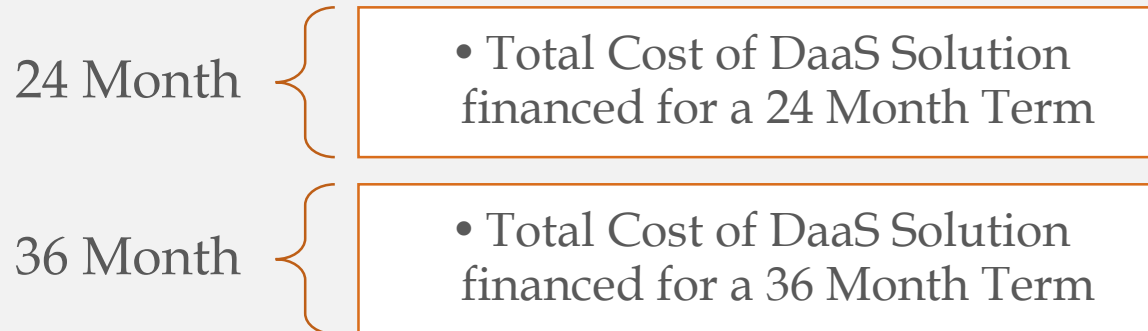 24 Month
• Total Cost of DaaS Solution
financed for a 24 Month Term
36 Month
• Total Cost of DaaS Solution
financed for a 36 Month Term